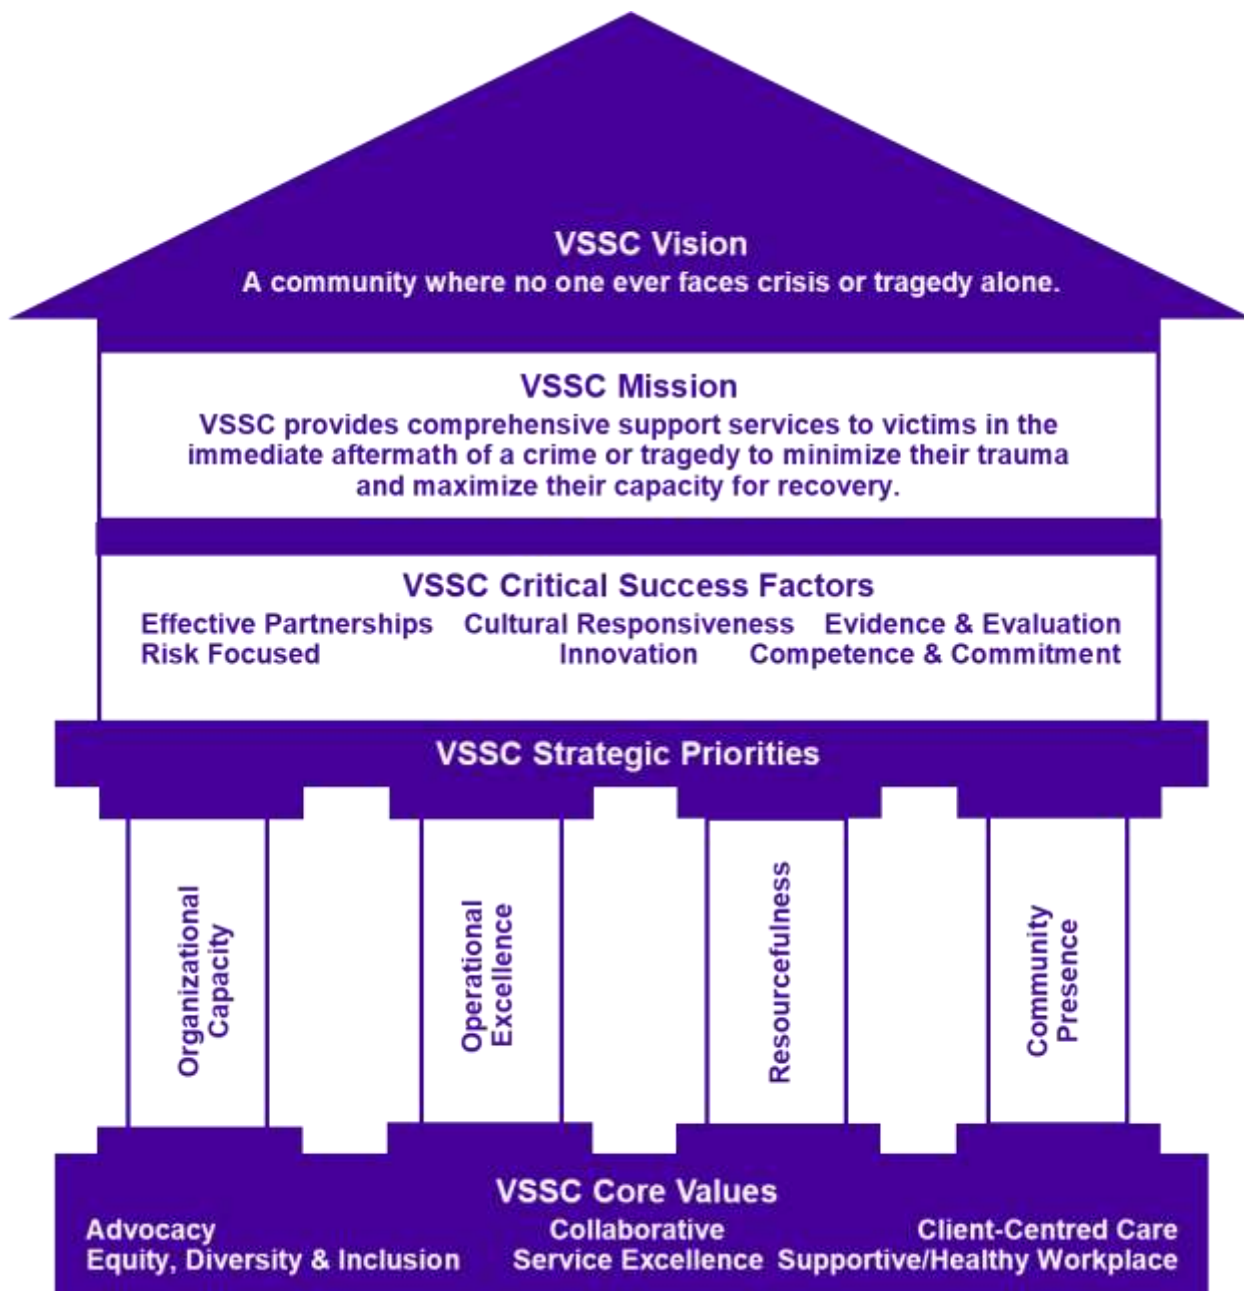 VSSC Vision
A community where no one ever faces crisis or tragedy alone.
VSSC Mission
VSSC provides comprehensive support services to victims in the
immediate aftermath of a crime or tragedy to minimize their trauma
and maximize their capacity for recovery.
VSSC Critical Success Factors
Effective Partnerships Cultural Responsiveness Evidence & Evaluation
Risk Focused Innovation Competence & Commitment
VSSC Strategic Priorities
Organizational
Capacity
Operational
Excellence
Resourcefulness
Community
Presence
VSSC Core Values
Advocacy Collaborative Client-Centred Care
Equity, Diversity & Inclusion Service Excellence Supportive/Healthy Workplace